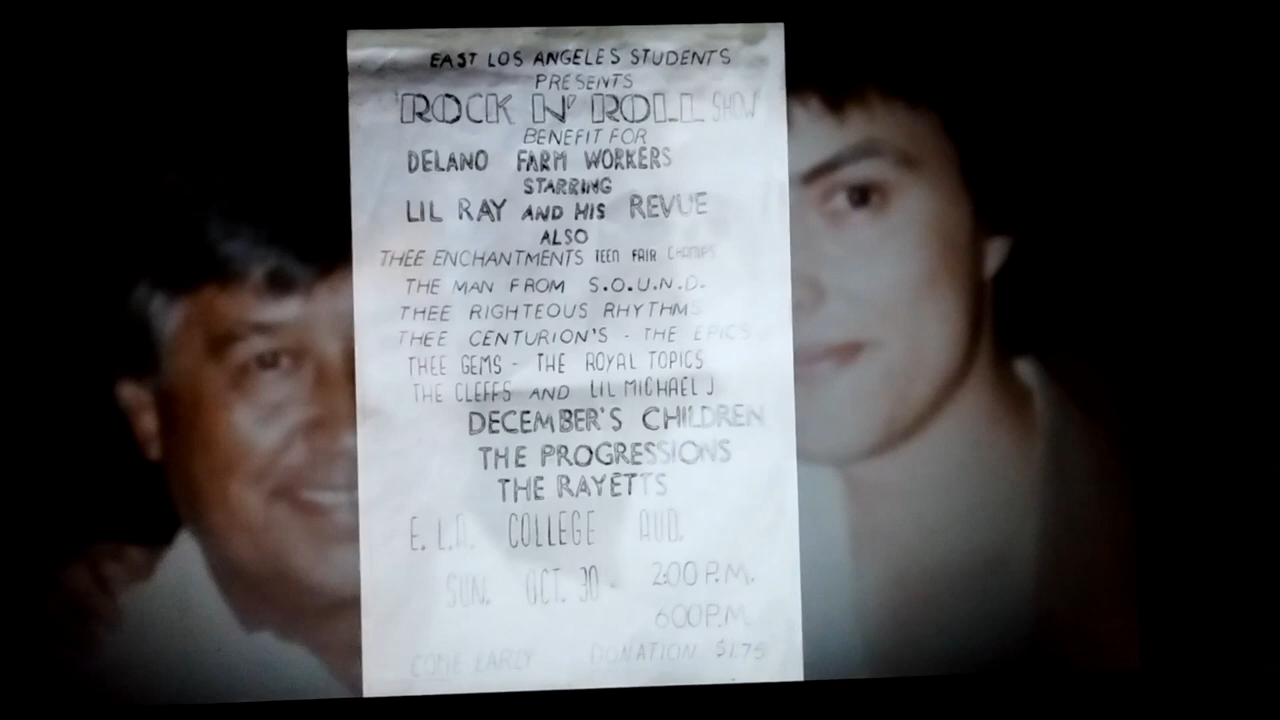 EAST LOS ANGELES STUDENTS
PRESENTS
ROCK N' ROLL SHOW
BENEFIT FOR
DELANO FARM WORKERS
STARRING
LIL RAY AND HIS REVUE
ALSO
THEE ENCHANTMENTS TEEN FAIR CHAMPS
THE MAN FROM S.O.U.N.D.
THEE RIGHTEOUS RHYTHMS
THEE CENTURION'S - THE EPICS
THEE GEMS - THE ROYAL TOPICS
THE CLEFFS AND LIL MICHAEL J
DECEMBER'S CHILDREN
THE PROGRESSIONS
THE RAYETTS
E. L.A. COLLEGE AUD.
SUN. OCT. 30 - 2:00 P.M.
6:00 P.M.
COME EARLY DONATION $1.75